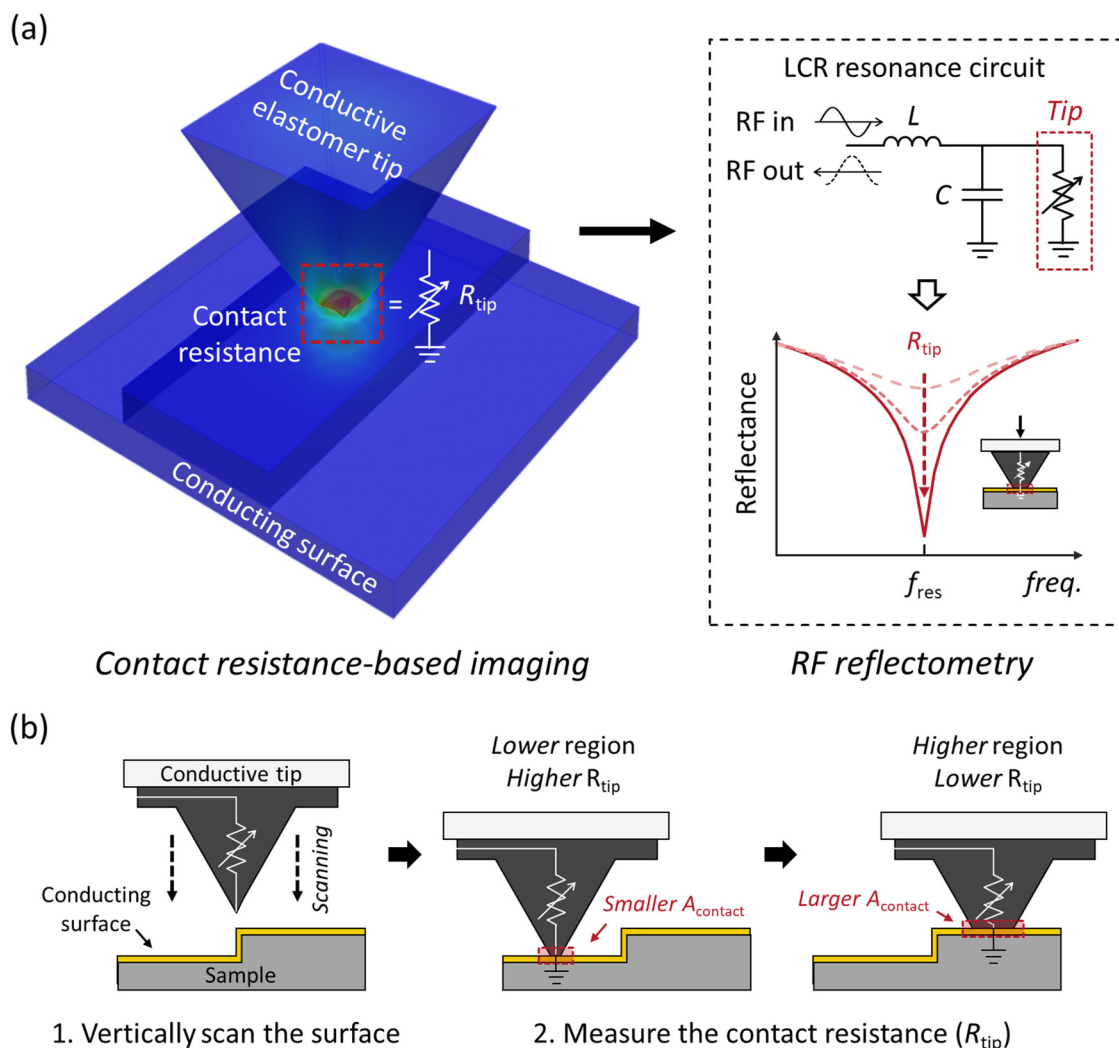 (a)
Conductive
elastomer tip
Contact
resistance
=
R_tip
Conducting surface
Contact resistance-based imaging
LCR resonance circuit
RF in
RF out
L
C
Tip
Reflectance
R_tip
f_res
freq.
RF reflectometry
(b)
Conductive tip
Scanning
Conducting
surface
Sample
1. Vertically scan the surface
Lower region
Higher R_tip
Smaller A_contact
Higher region
Lower R_tip
Larger A_contact
2. Measure the contact resistance (R_tip)